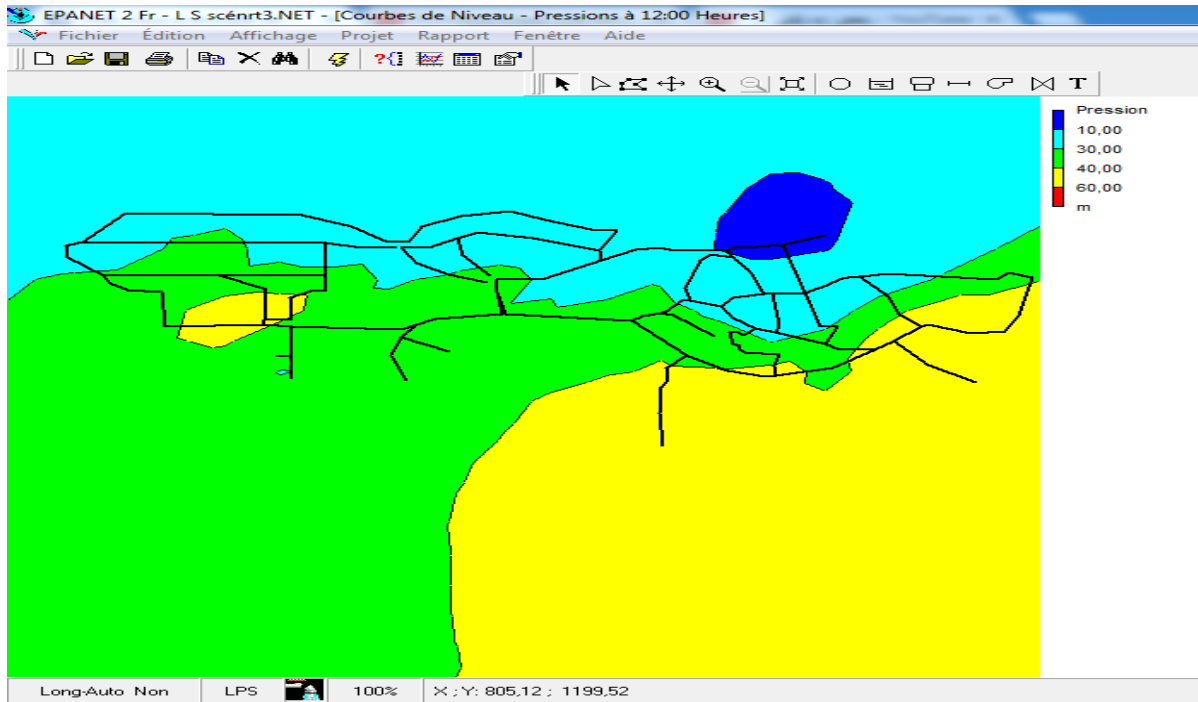 EPANET 2 Fr - L S scénrt3.NET - [Courbes de Niveau - Pressions à 12:00 Heures]
Fichier Édition Affichage Projet Rapport Fenêtre Aide
T
Pression
10,00
30,00
40,00
60,00
m
Long-Auto Non LPS 100% X ; Y: 805,12 ; 1199,52